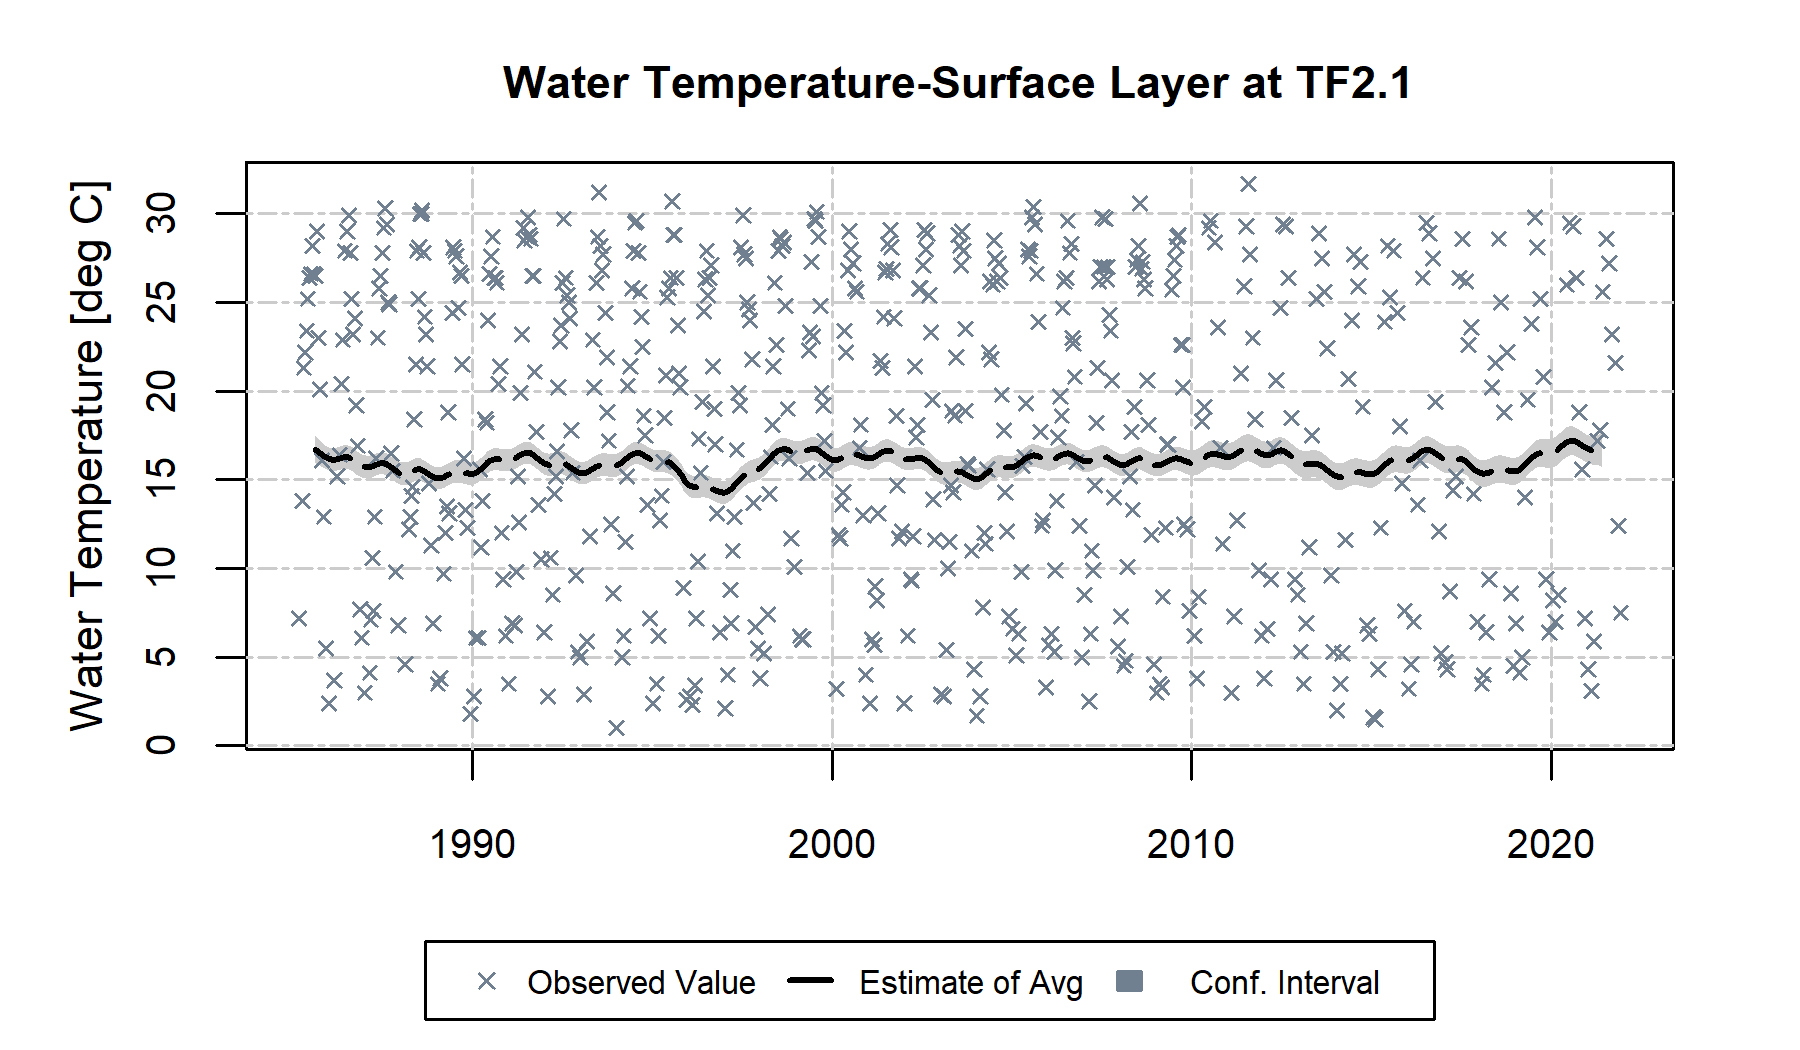 Water Temperature-Surface Layer at TF2.1
Water Temperature [deg C]
30
25
20
15
10
5
0
1990 2000 2010 2020
Observed Value Estimate of Avg Conf. Interval